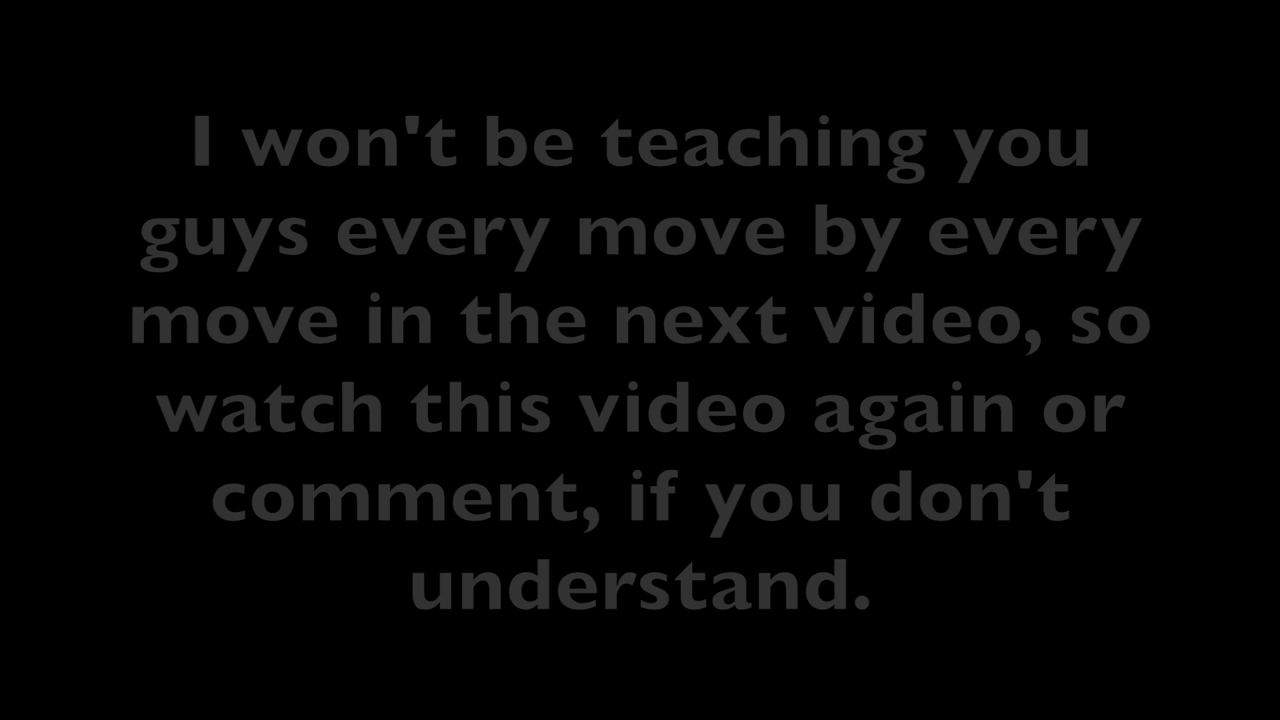 I won't be teaching you
guys every move by every
move in the next video, so
watch this video again or
comment, if you don't
understand.